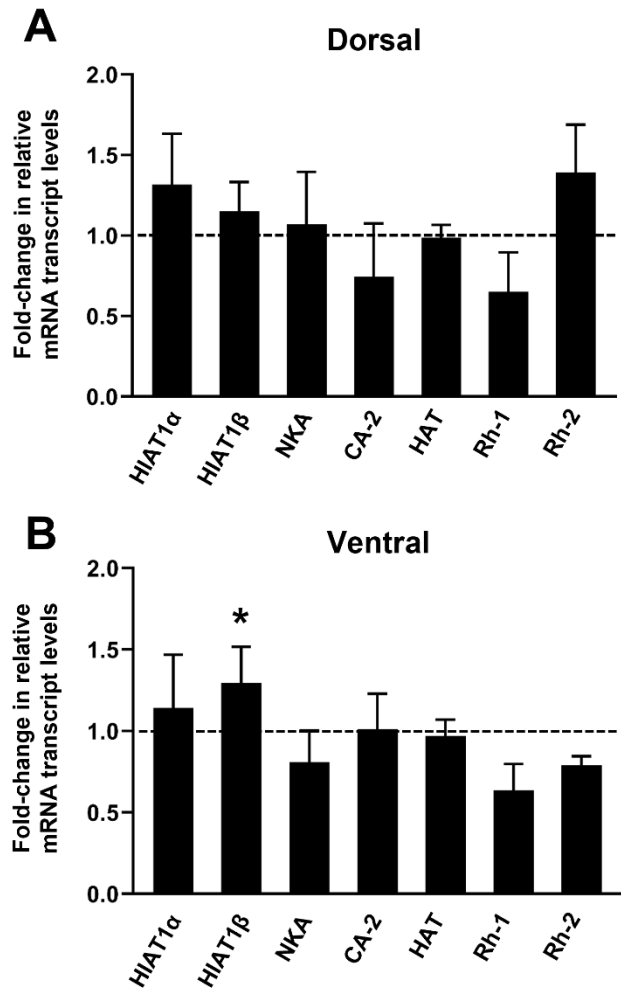 A
Dorsal
Fold-change in relative
mRNA transcript levels
2.0
1.5
1.0
0.5
0.0
HIAT1α
HIAT1β
NKA
CA-2
HAT
Rh-1
Rh-2
B
Ventral
Fold-change in relative
mRNA transcript levels
2.0
1.5
1.0
0.5
0.0
*
HIAT1α
HIAT1β
NKA
CA-2
HAT
Rh-1
Rh-2